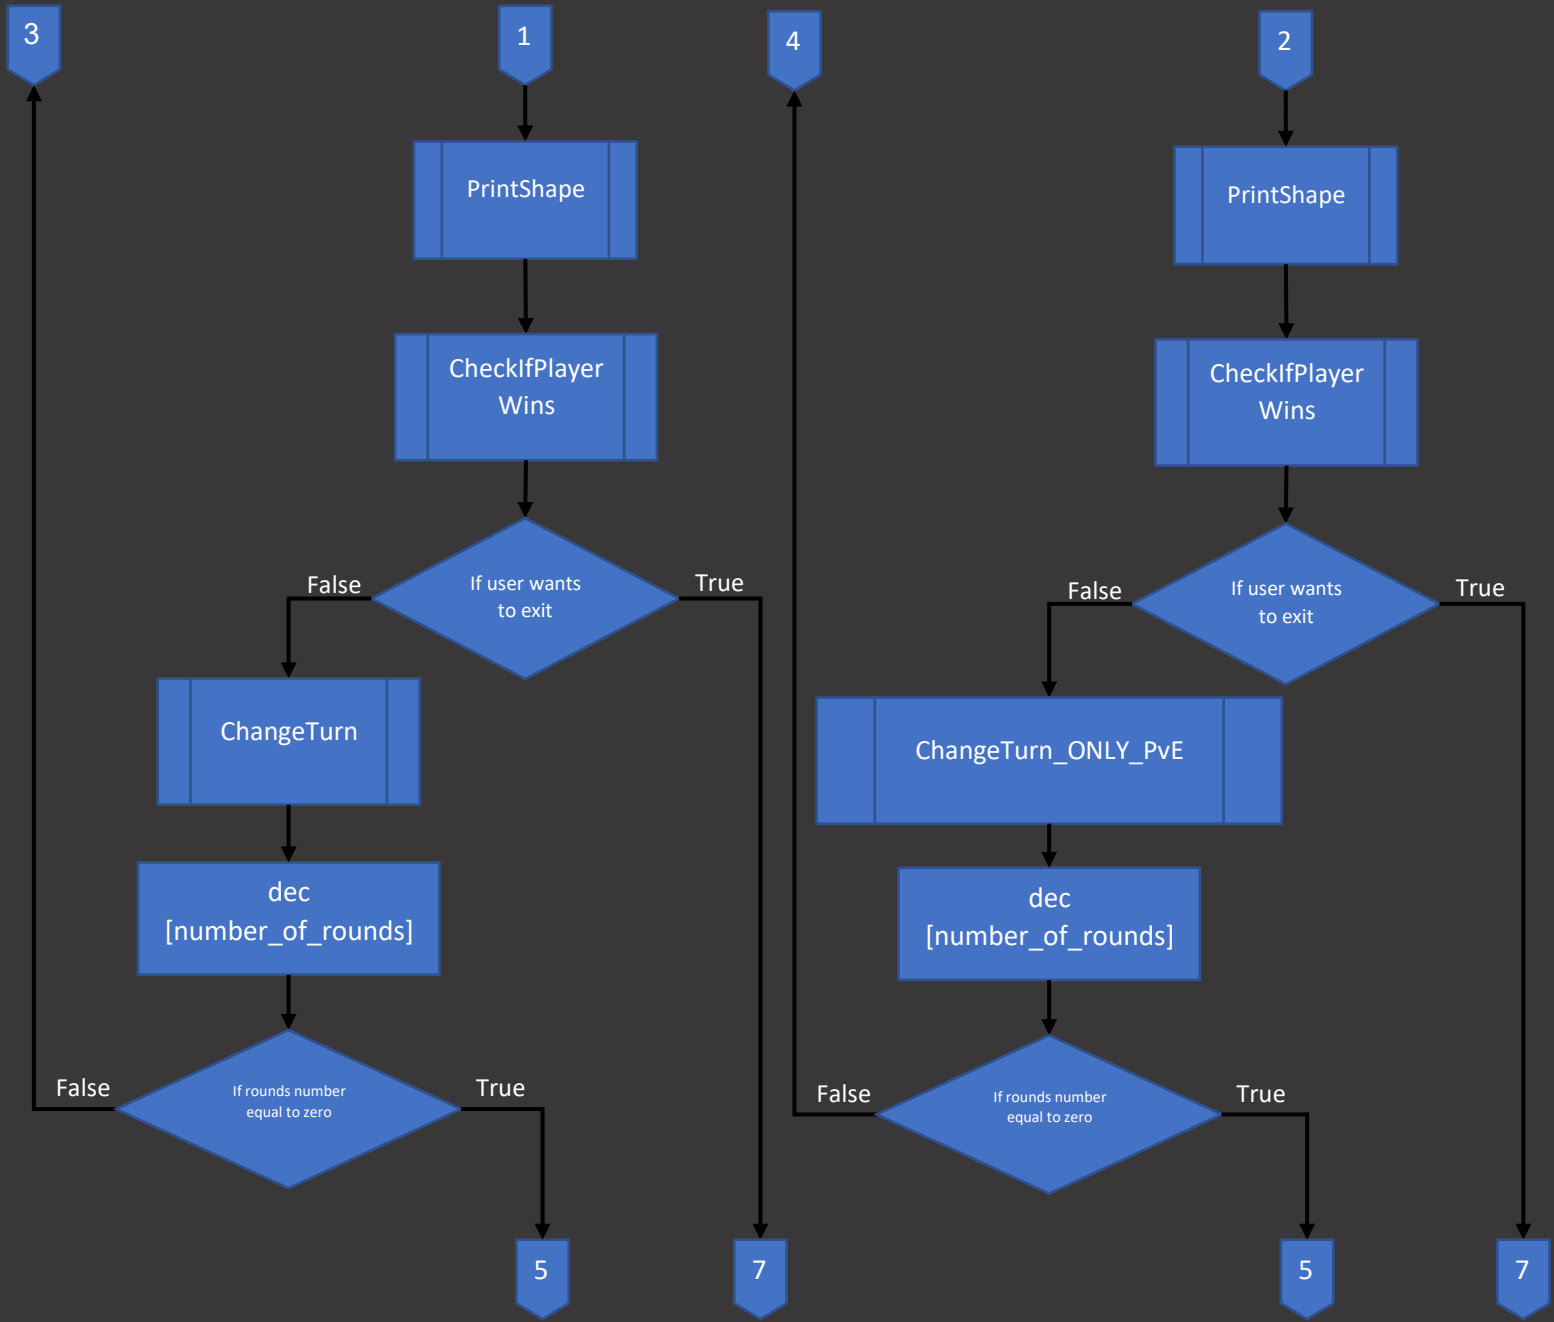 3
1
PrintShape
CheckIfPlayer
Wins
If user wants
to exit
False
True
ChangeTurn
dec
[number_of_rounds]
If rounds number
equal to zero
False
True
5
7
4
2
PrintShape
CheckIfPlayer
Wins
If user wants
to exit
False
True
ChangeTurn_ONLY_PvE
dec
[number_of_rounds]
If rounds number
equal to zero
False
True
5
7